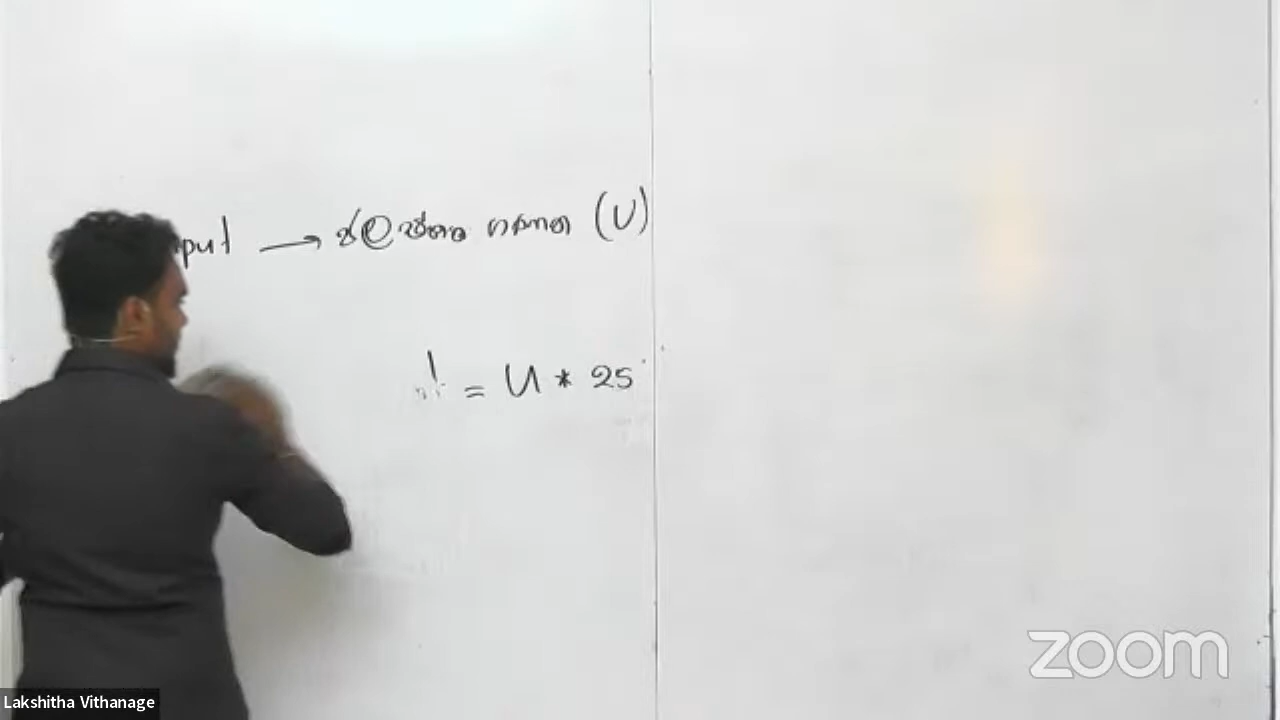 put → ඒකක ගණන (U)
= U * 25
zoom
Lakshitha Vithanage